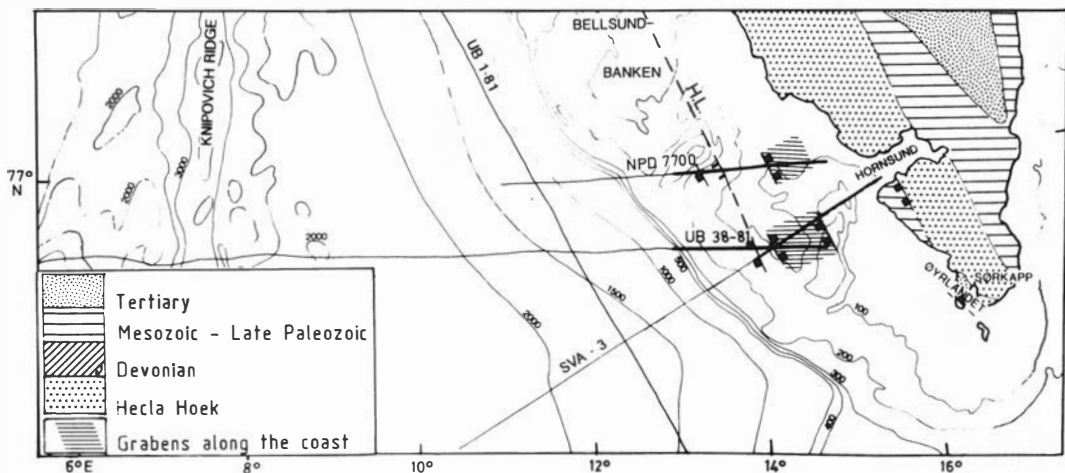 BELLSUND-
BANKEN
KNIPOVICH RIDGE
UB 1-81
H.L.
NPD 7700
HORNSUND
77°
N
UB 38-81
ØYRLANDET
SØRKAPP
SVA - 3
2000
2000
3000
2000
2000
2000
1500
1000
500
100
200
300
400
Tertiary
Mesozoic - Late Paleozoic
Devonian
Hecla Hoek
Grabens along the coast
6°E
8°
10°
12°
14°
16°